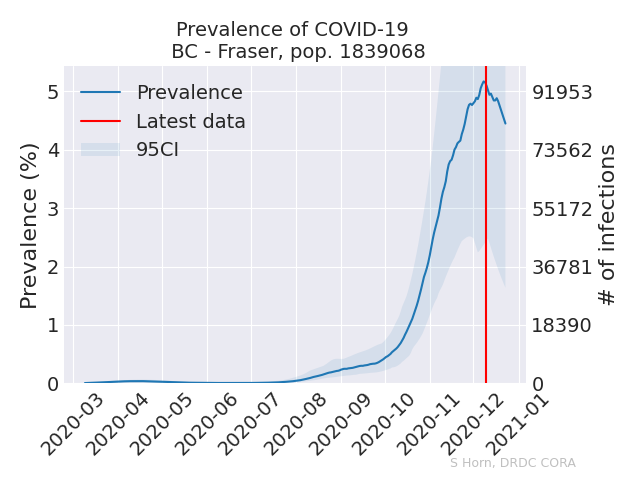 Prevalence of COVID-19
BC - Fraser, pop. 1839068
Prevalence
Latest data
95CI
Prevalence (%)
5
4
3
2
1
0
91953
73562
55172
36781
18390
0
# of infections
2020-03
2020-04
2020-05
2020-06
2020-07
2020-08
2020-09
2020-10
2020-11
2020-12
2021-01
S Horn, DRDC CORA